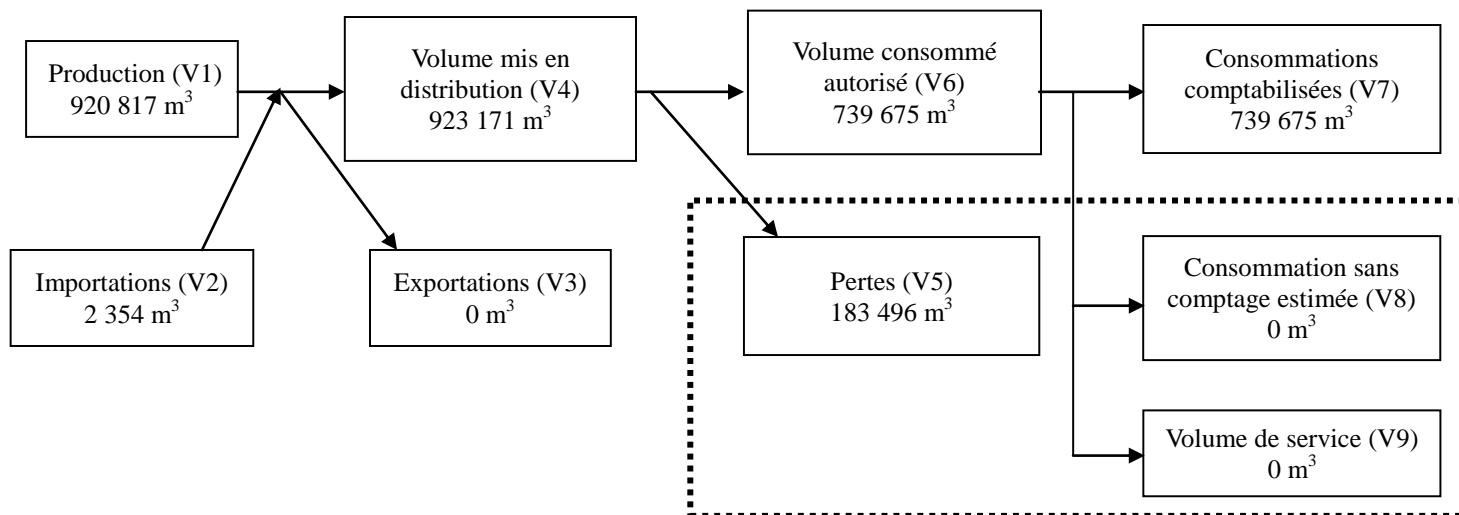 Production (V1)
920 817 m³
Volume mis en
distribution (V4)
923 171 m³
Volume consommé
autorisé (V6)
739 675 m³
Consommations
comptabilisées (V7)
739 675 m³
Importations (V2)
2 354 m³
Exportations (V3)
0 m³
Pertes (V5)
183 496 m³
Consommation sans
comptage estimée (V8)
0 m³
Volume de service (V9)
0 m³